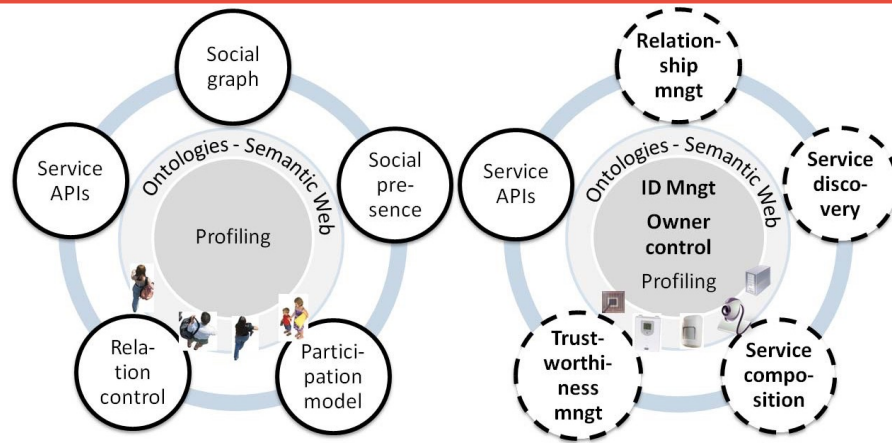 Social
graph
Service
APIs
Social
pre-
sence
Ontologies - Semantic Web
Profiling
Rela-
tion
control
Partici-
pation
model
Relation-
ship
mngt
Service
APIs
Service
disco-
very
Ontologies - Semantic Web
ID Mngt
Owner
control
Profiling
Trust-
worthi-
ness
mngt
Service
compo-
sition